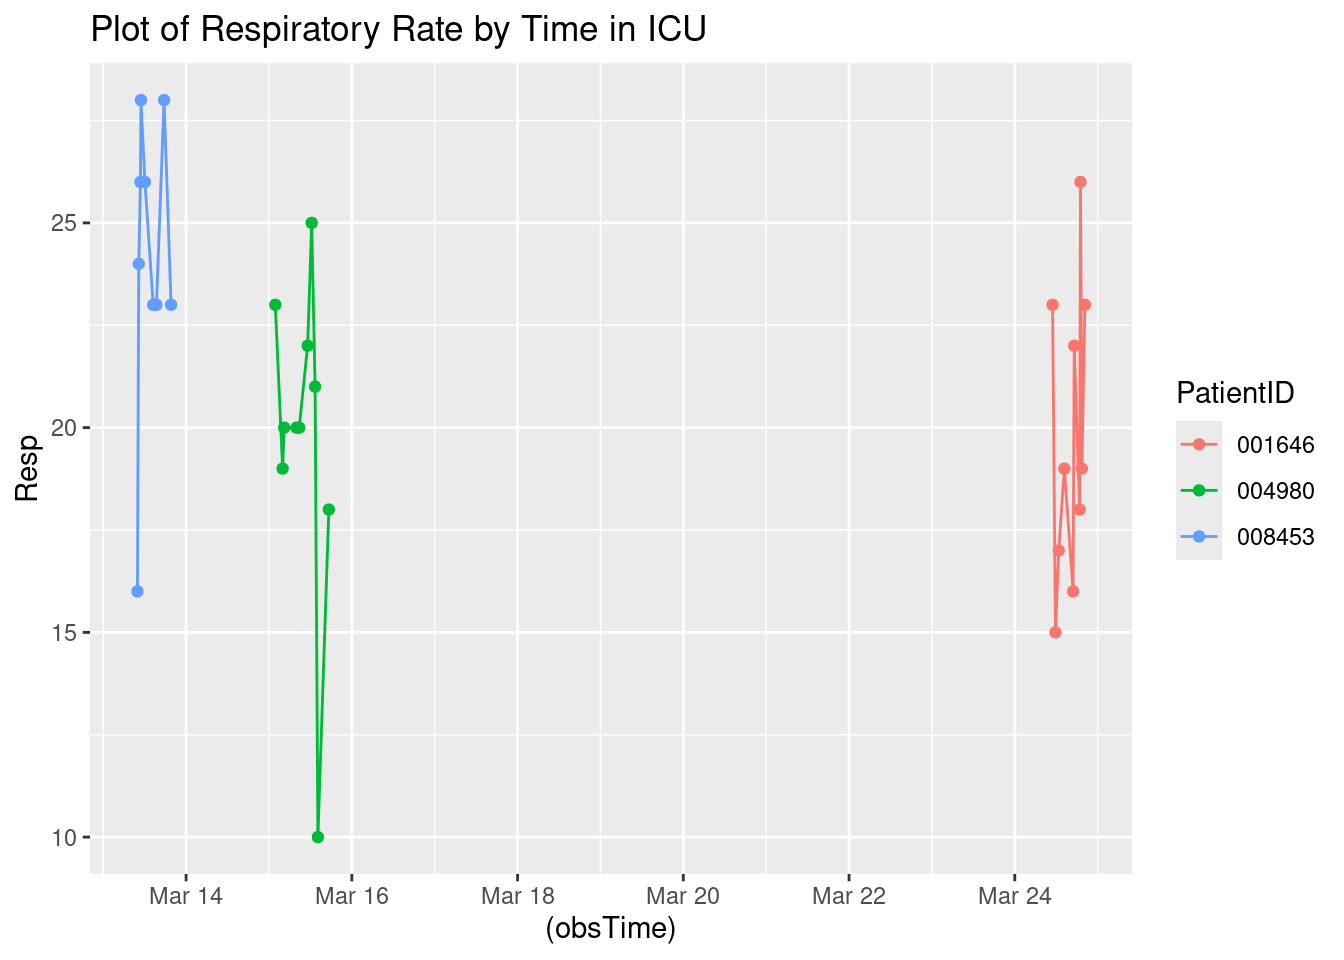 Plot of Respiratory Rate by Time in ICU
25
20
15
10
Resp
Mar 14 Mar 16 Mar 18 Mar 20 Mar 22 Mar 24
(obsTime)
PatientID
001646
004980
008453